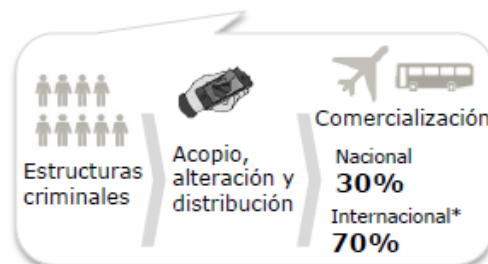 Estructuras
criminales
Acopio,
alteración y
distribución
Comercialización
Nacional
30%
Internacional*
70%